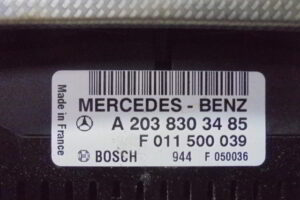 MERCEDES - BENZ
A 203 830 34 85
F 011 500 039
BOSCH 944 F 050036
Made in France